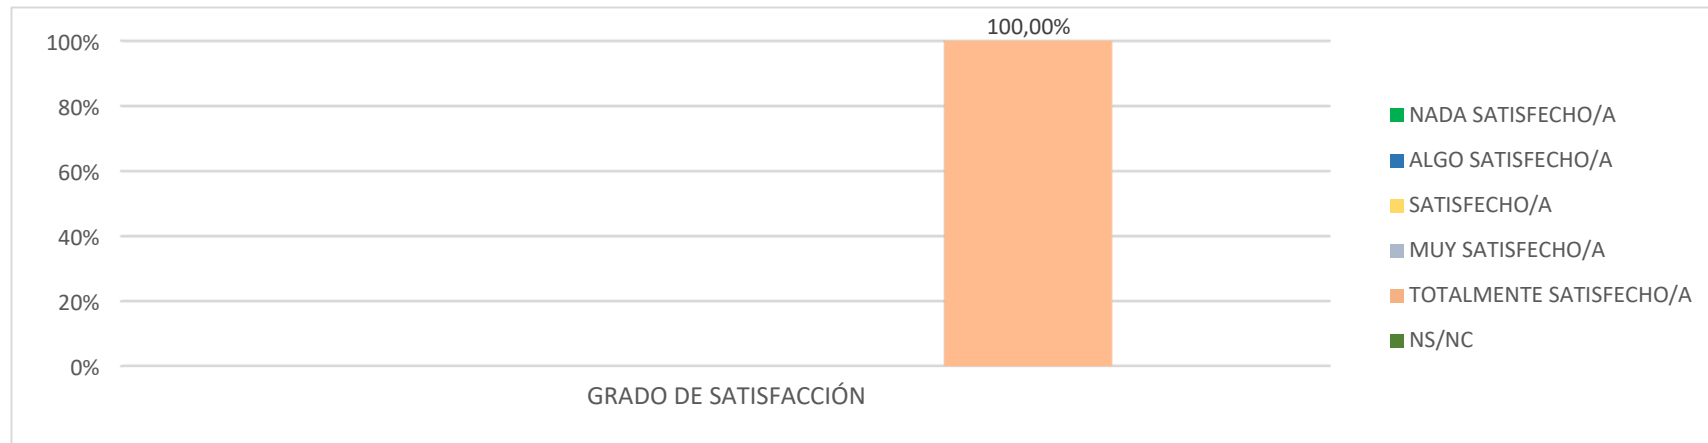 100,00%
100%
80%
60%
40%
20%
0%
GRADO DE SATISFACCIÓN
NADA SATISFECHO/A
ALGO SATISFECHO/A
SATISFECHO/A
MUY SATISFECHO/A
TOTALMENTE SATISFECHO/A
NS/NC